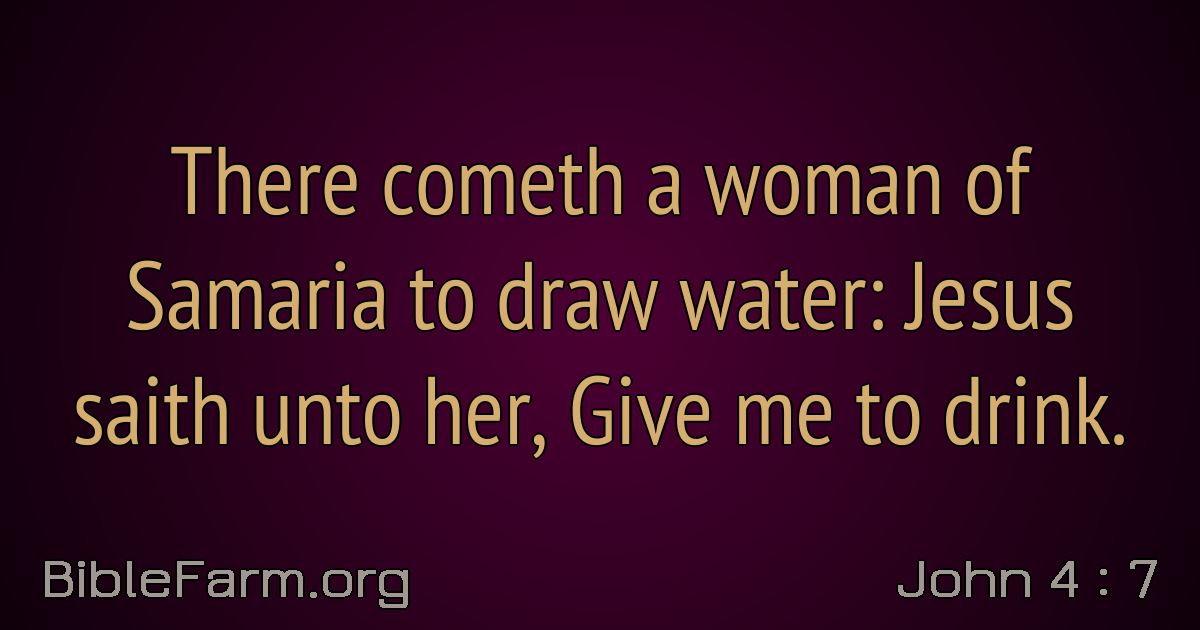 There cometh a woman of
Samaria to draw water: Jesus
saith unto her, Give me to drink.
BibleFarm.org
John 4 : 7